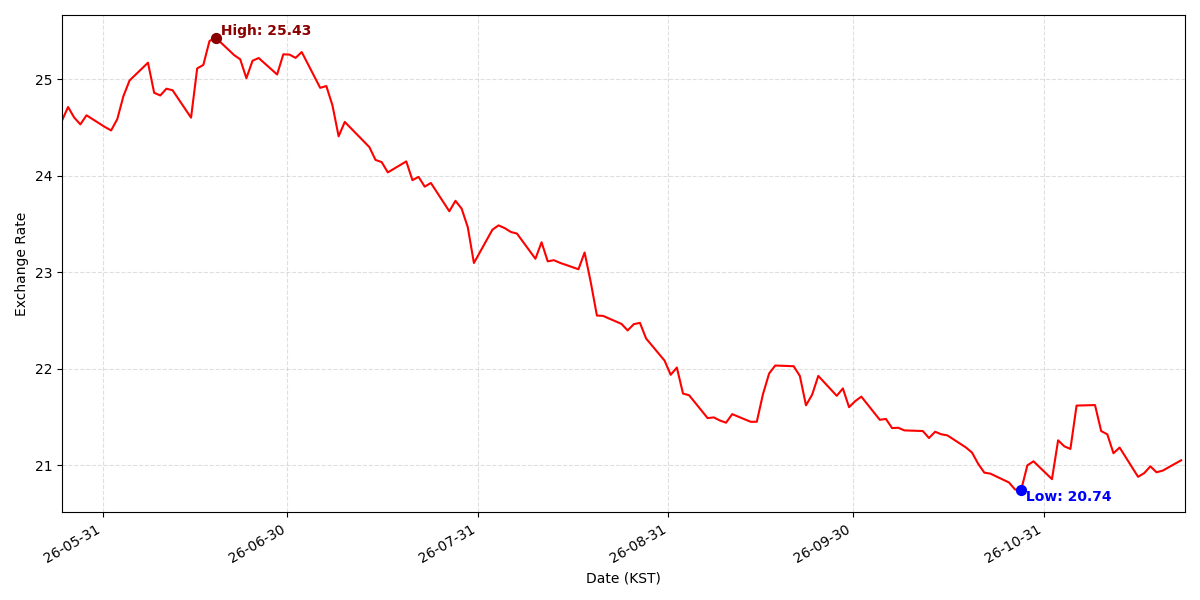 High: 25.43
25
24
23
22
21
Exchange Rate
Low: 20.74
26-05-31
26-06-30
26-07-31
26-08-31
26-09-30
26-10-31
Date (KST)